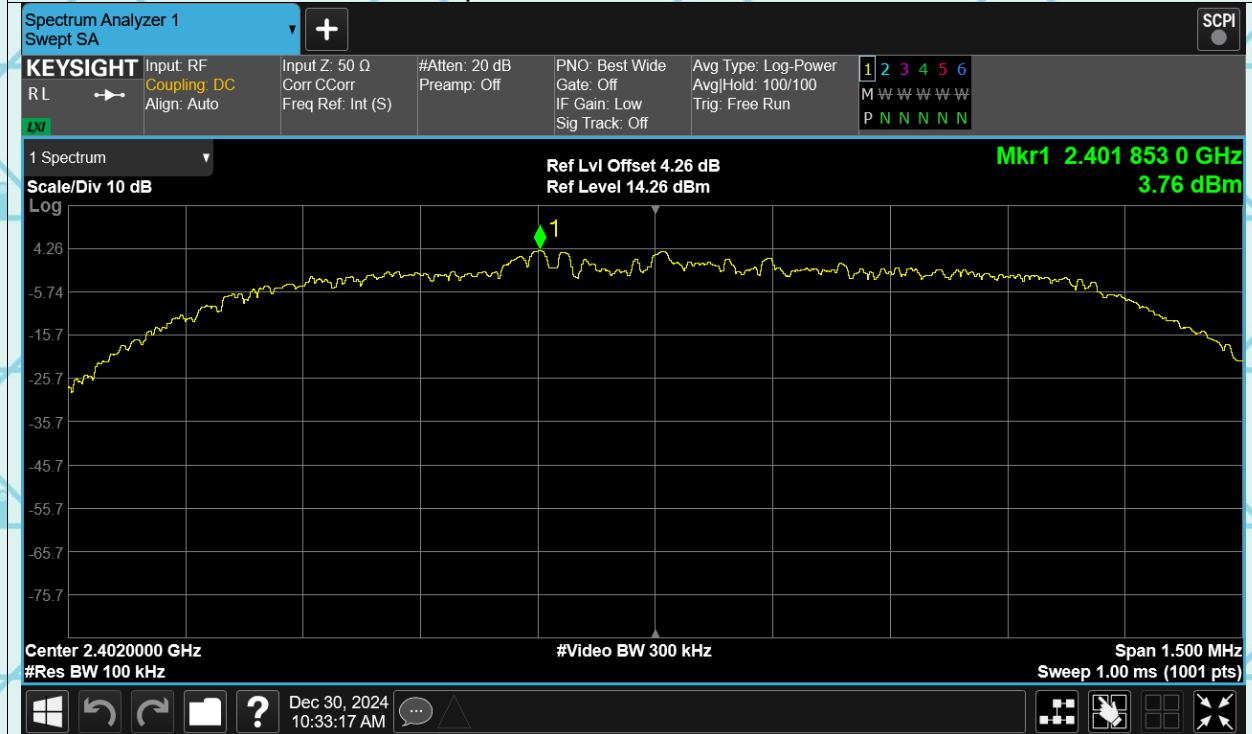 Spectrum Analyzer 1
Swept SA
+
SCPI
KEYSIGHT
R L
LXI
Input: RF
Coupling: DC
Align: Auto
Input Z: 50 Ω
Corr CCorr
Freq Ref: Int (S)
#Atten: 20 dB
Preamp: Off
PNO: Best Wide
Gate: Off
IF Gain: Low
Sig Track: Off
Avg Type: Log-Power
Avg|Hold: 100/100
Trig: Free Run
1 2 3 4 5 6
M W W W W W W
P N N N N N
1 Spectrum
Scale/Div 10 dB
Log
Ref Lvl Offset 4.26 dB
Ref Level 14.26 dBm
Mkr1 2.401 853 0 GHz
3.76 dBm
1
4.26
-5.74
-15.7
-25.7
-35.7
-45.7
-55.7
-65.7
-75.7
Center 2.4020000 GHz
#Res BW 100 kHz
#Video BW 300 kHz
Span 1.500 MHz
Sweep 1.00 ms (1001 pts)
?
Dec 30, 2024
10:33:17 AM